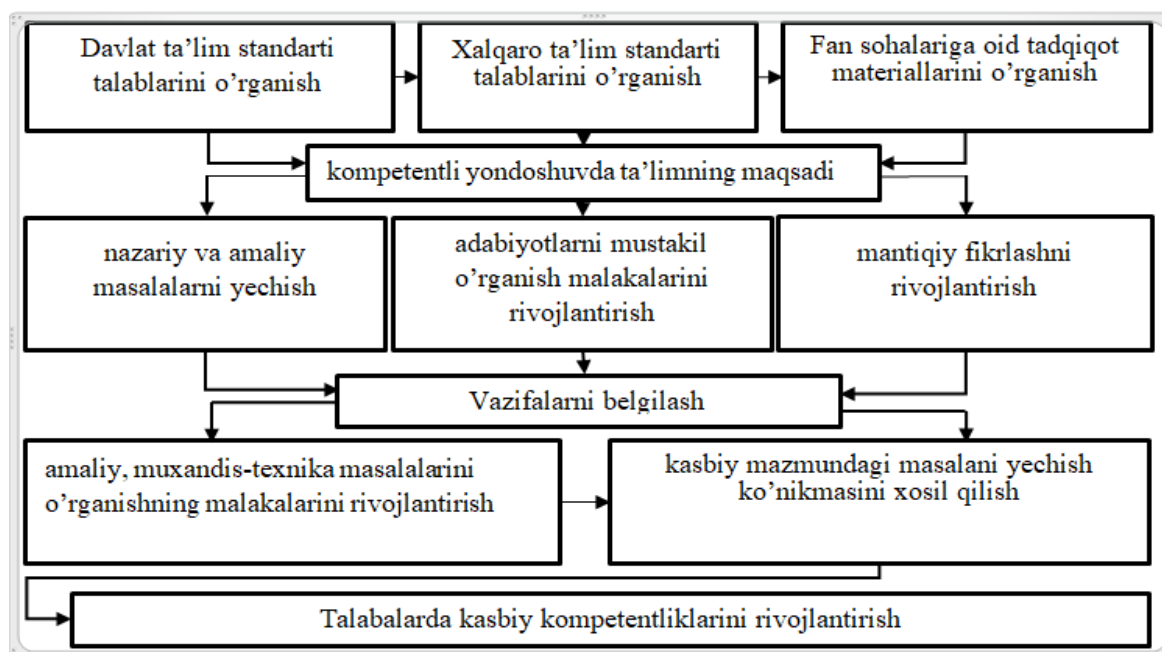 Davlat ta’lim standarti
talablarini o’rganish
Xalqaro ta’lim standarti
talablarini o’rganish
Fan sohalariga oid tadqiqot
materiallarini o’rganish
kompetentli yondoshuvda ta’limning maqsadi
nazariy va amaliy
masalalarni yechish
adabiyotlarni mustakil
o’rganish malakalarini
rivojlantirish
mantiqiy fikrlashni
rivojlantirish
Vazifalarni belgilash
amaliy, muxandis-texnika masalalarini
o’rganishning malakalarini rivojlantirish
kasbiy mazmundagi masalani yechish
ko’nikmasini xosil qilish
Talabalarda kasbiy kompetentliklarini rivojlantirish